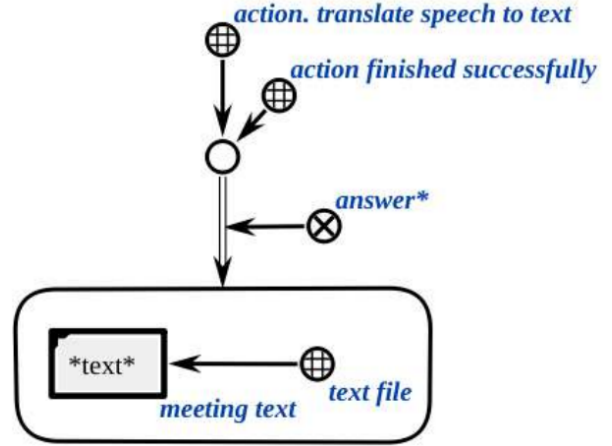 action. translate speech to text
action finished successfully
answer*
*text*
text file
meeting text